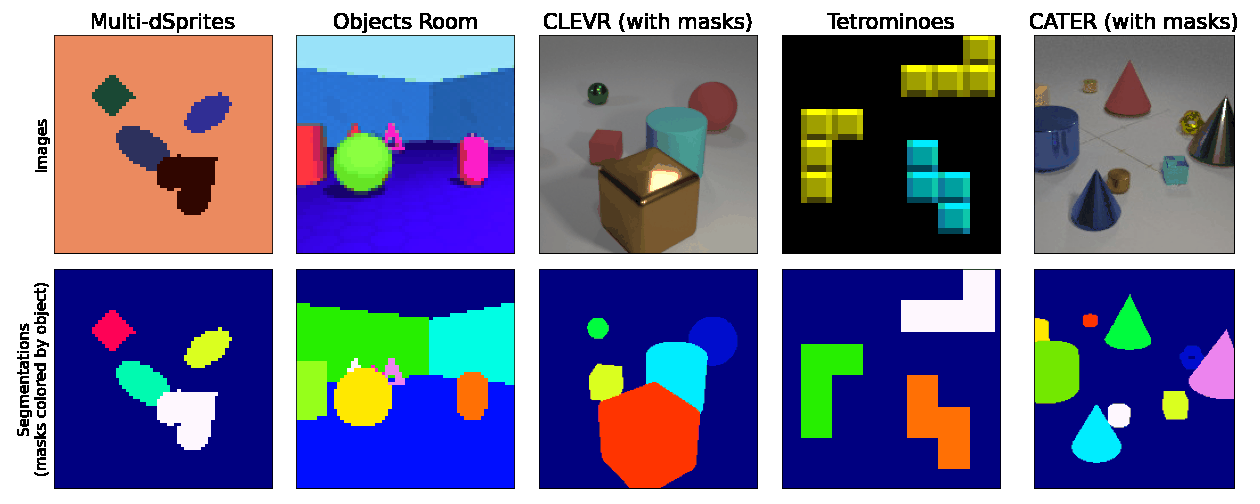 Multi-dSprites
Objects Room
CLEVR (with masks)
Tetrominoes
CATER (with masks)
Images
Segmentations
(masks colored by object)